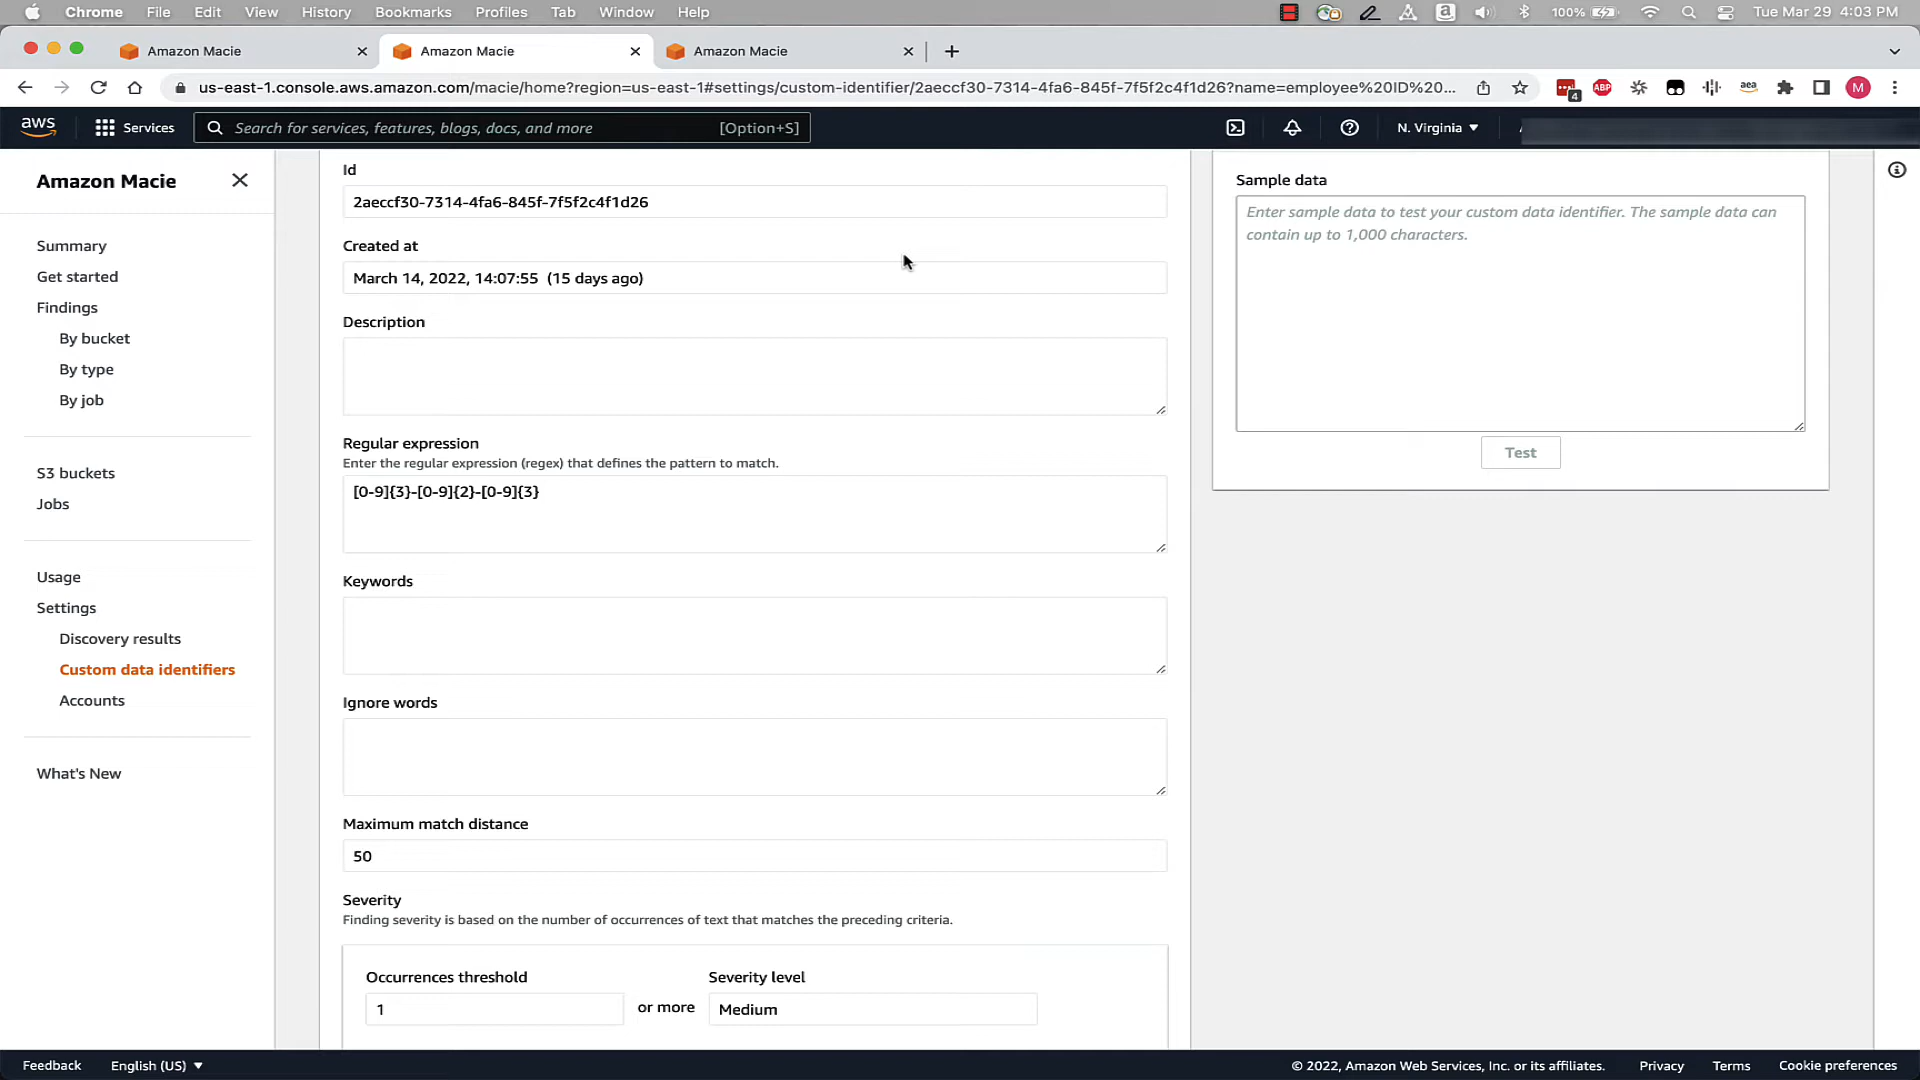 Chrome File Edit View History Bookmarks Profiles Tab Window Help
100% Tue Mar 29 4:03 PM
Amazon Macie Amazon Macie Amazon Macie
us-east-1.console.aws.amazon.com/macie/home?region=us-east-1#settings/custom-identifier/2aeccf30-7314-4fa6-845f-7f5f2c4f1d26?name=employee%20ID%20...
4 ABP aea M
aws Services Search for services, features, blogs, docs, and more [Option+S] N. Virginia
Amazon Macie
Summary
Get started
Findings
By bucket
By type
By job
S3 buckets
Jobs
Usage
Settings
Discovery results
Custom data identifiers
Accounts
What's New
Id
2aeccf30-7314-4fa6-845f-7f5f2c4f1d26
Created at
March 14, 2022, 14:07:55 (15 days ago)
Description
Regular expression
Enter the regular expression (regex) that defines the pattern to match.
[0-9]{3}-[0-9]{2}-[0-9]{3}
Keywords
Ignore words
Maximum match distance
50
Severity
Finding severity is based on the number of occurrences of text that matches the preceding criteria.
Occurrences threshold Severity level
1 or more Medium
Sample data
Enter sample data to test your custom data identifier. The sample data can
contain up to 1,000 characters.
Test
Feedback English (US) © 2022, Amazon Web Services, Inc. or its affiliates. Privacy Terms Cookie preferences